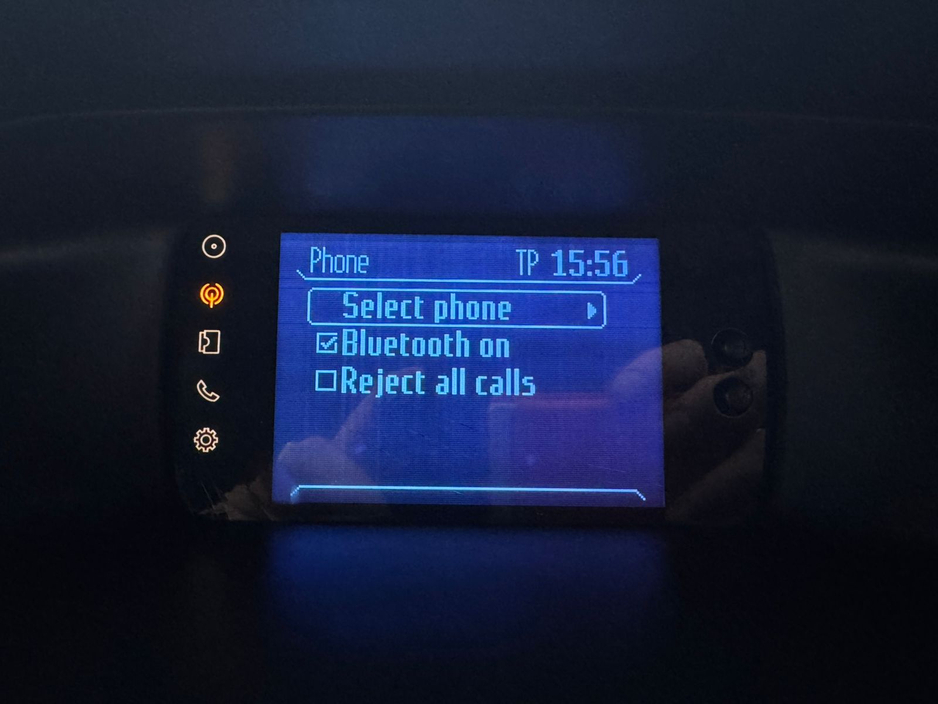 Phone TP 15:56
Select phone
Bluetooth on
Reject all calls